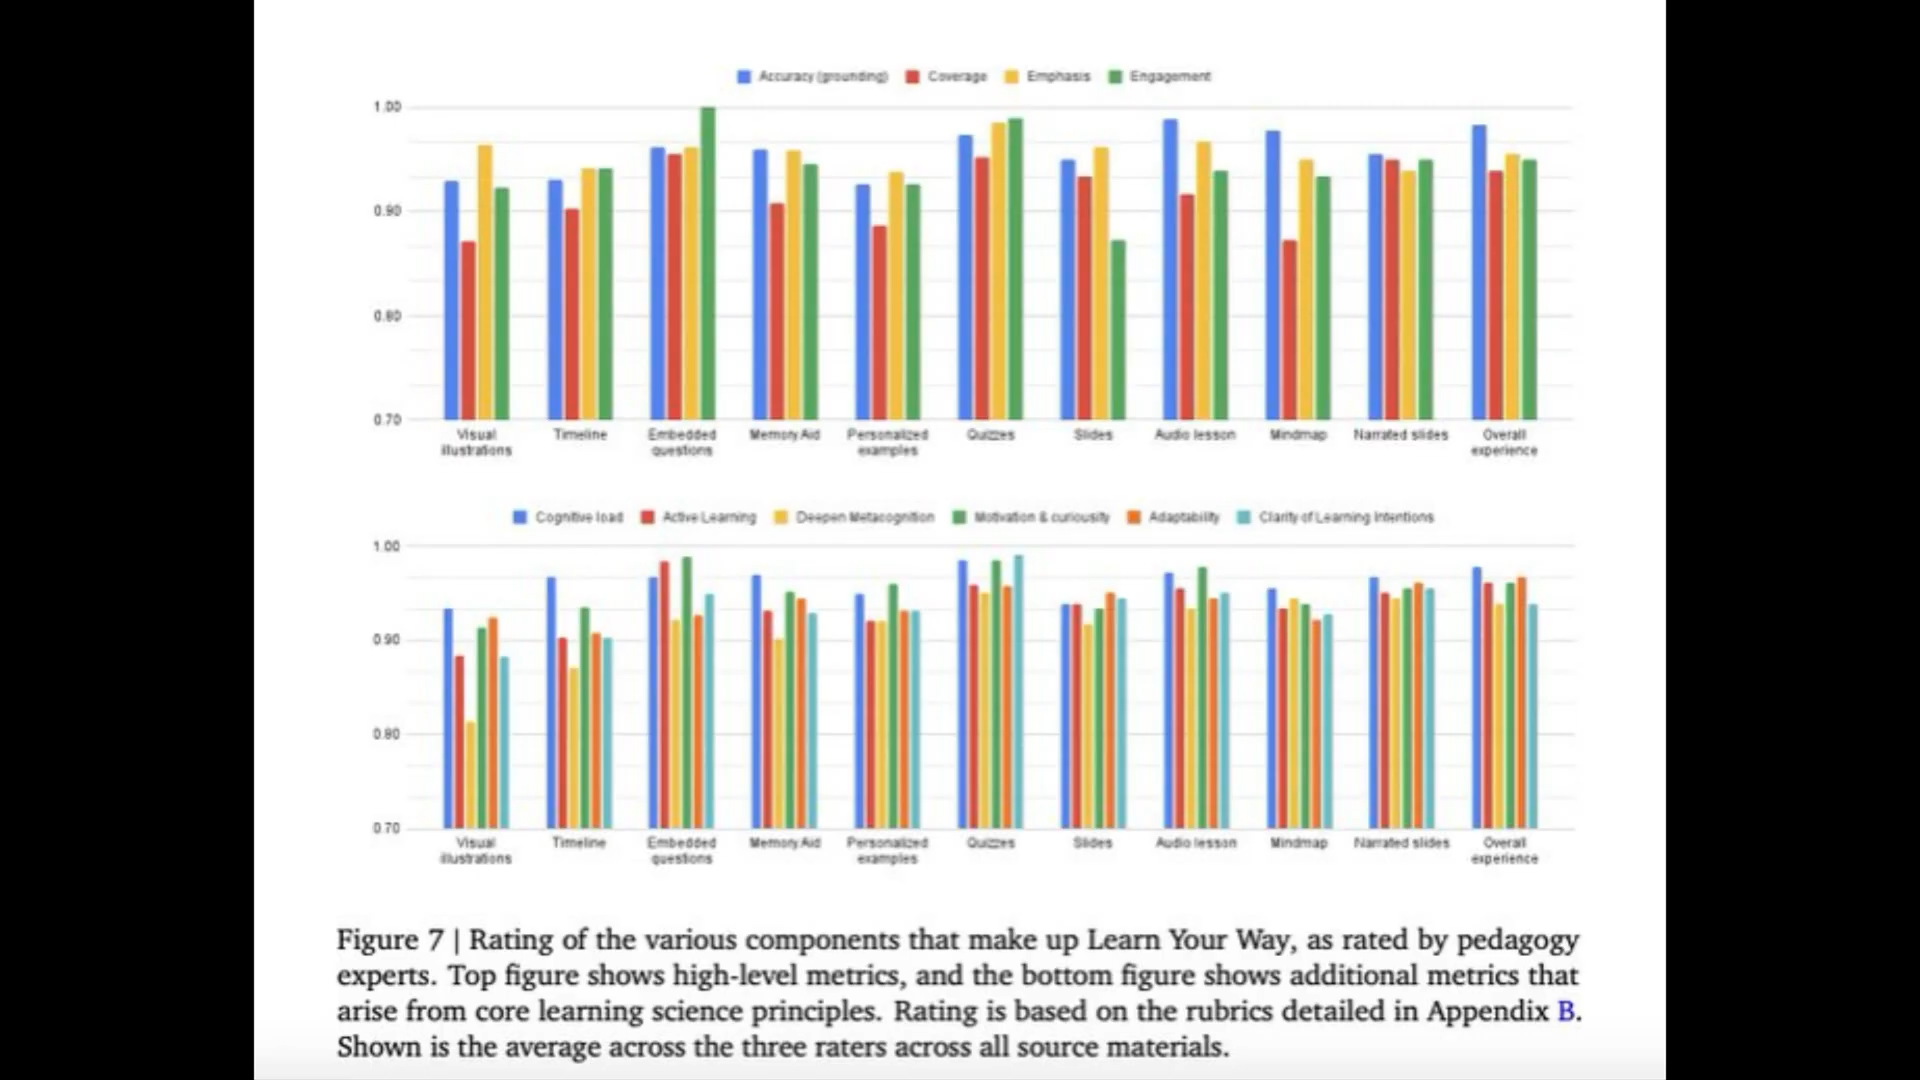 Accuracy (grounding) Coverage Emphasis Engagement
1.00
0.90
0.80
0.70
Visual illustrations Timeline Embedded questions Memory Aid Personalized examples Quizzes Slides Audio lesson Mindmap Narrated slides Overall experience
Cognitive load Active Learning Deepen Metacognition Motivation & curiousity Adaptability Clarity of Learning Intentions
1.00
0.90
0.80
0.70
Visual illustrations Timeline Embedded questions Memory Aid Personalized examples Quizzes Slides Audio lesson Mindmap Narrated slides Overall experience
Figure 7 | Rating of the various components that make up Learn Your Way, as rated by pedagogy
experts. Top figure shows high-level metrics, and the bottom figure shows additional metrics that
arise from core learning science principles. Rating is based on the rubrics detailed in Appendix B.
Shown is the average across the three raters across all source materials.